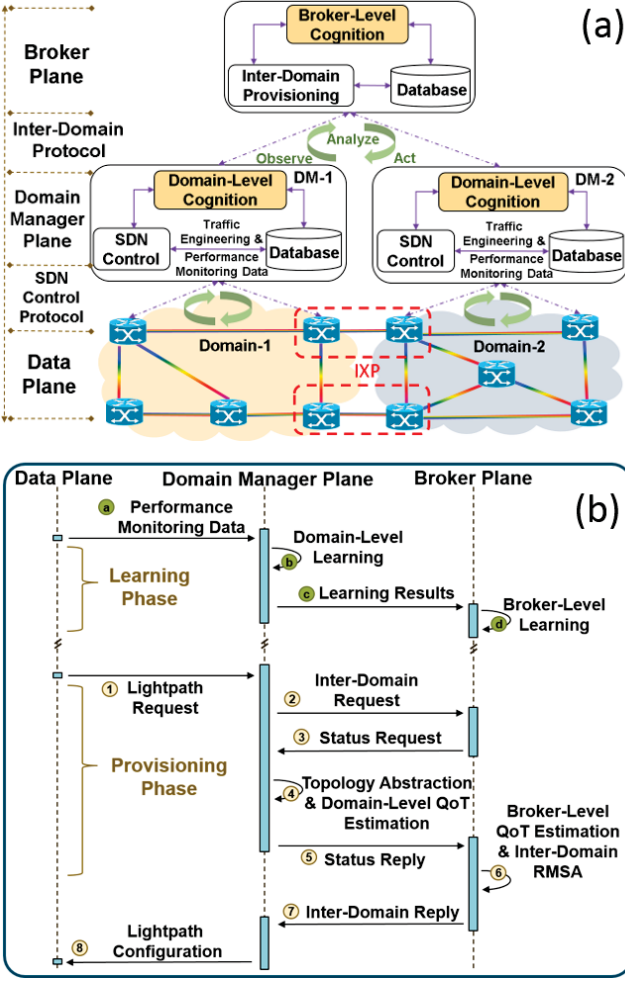 (a)
Broker
Plane
Broker-Level
Cognition
Inter-Domain
Provisioning
Database
Inter-Domain
Protocol
Observe
Analyze
Act
Domain
Manager
Plane
Domain-Level
Cognition
DM-1
SDN
Control
Traffic
Engineering &
Performance
Monitoring Data
Database
Domain-Level
Cognition
DM-2
SDN
Control
Traffic
Engineering &
Performance
Monitoring Data
Database
SDN
Control
Protocol
Data
Plane
Domain-1
IXP
Domain-2
(b)
Data Plane
Domain Manager Plane
Broker Plane
a Performance
Monitoring Data
Domain-Level
Learning
b
Learning
Phase
c Learning Results
Broker-Level
Learning
d
1 Lightpath
Request
2 Inter-Domain
Request
3 Status Request
Provisioning
Phase
4 Topology Abstraction
& Domain-Level QoT
Estimation
5 Status Reply
Broker-Level
QoT Estimation
& Inter-Domain
RMSA
6
7 Inter-Domain Reply
Lightpath
8 Configuration